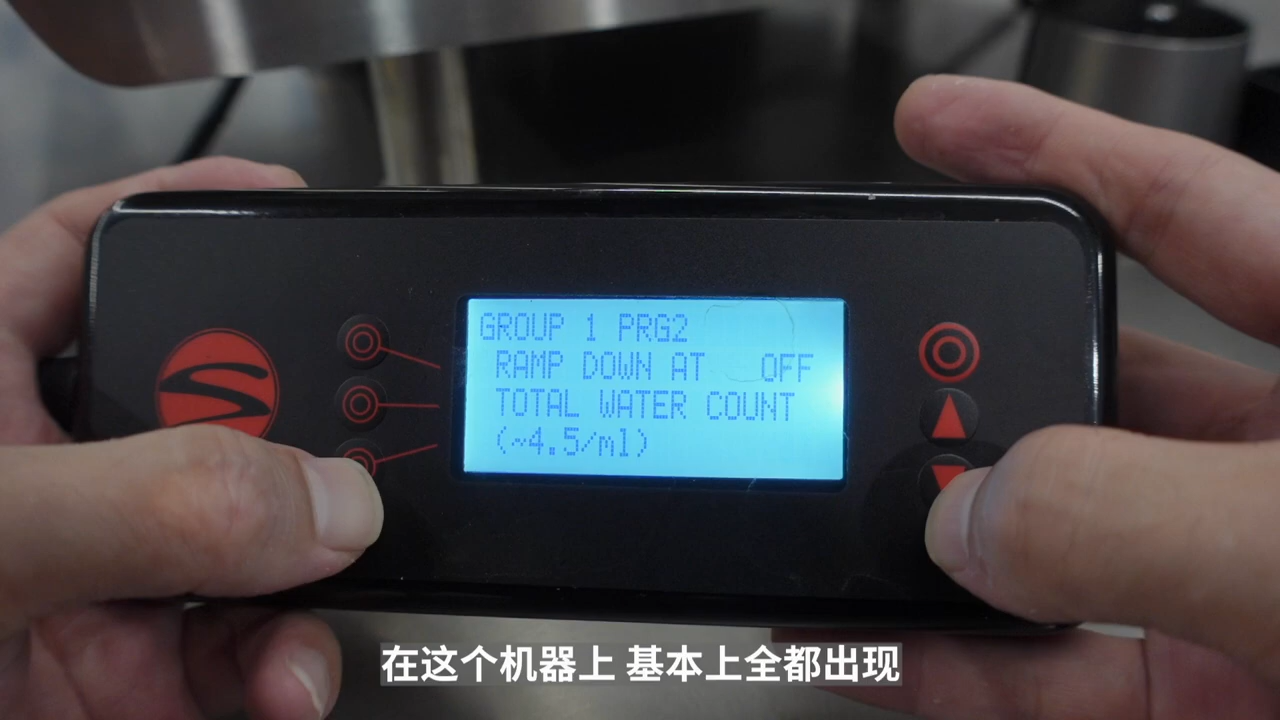 GROUP 1 PRG2
RAMP DOWN AT OFF
TOTAL WATER COUNT
(~4.5/ml)
在这个机器上 基本上全都出现